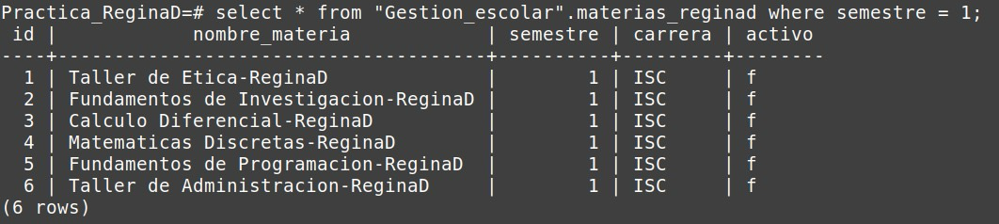 Practica_ReginaD=# select * from "Gestion_escolar".materias_reginad where semestre = 1;
 id |            nombre_materia            | semestre | carrera | activo
----+--------------------------------------+----------+---------+--------
  1 | Taller de Etica-ReginaD              |        1 | ISC     | f
  2 | Fundamentos de Investigacion-ReginaD |        1 | ISC     | f
  3 | Calculo Diferencial-ReginaD          |        1 | ISC     | f
  4 | Matematicas Discretas-ReginaD        |        1 | ISC     | f
  5 | Fundamentos de Programacion-ReginaD  |        1 | ISC     | f
  6 | Taller de Administracion-ReginaD     |        1 | ISC     | f
(6 rows)